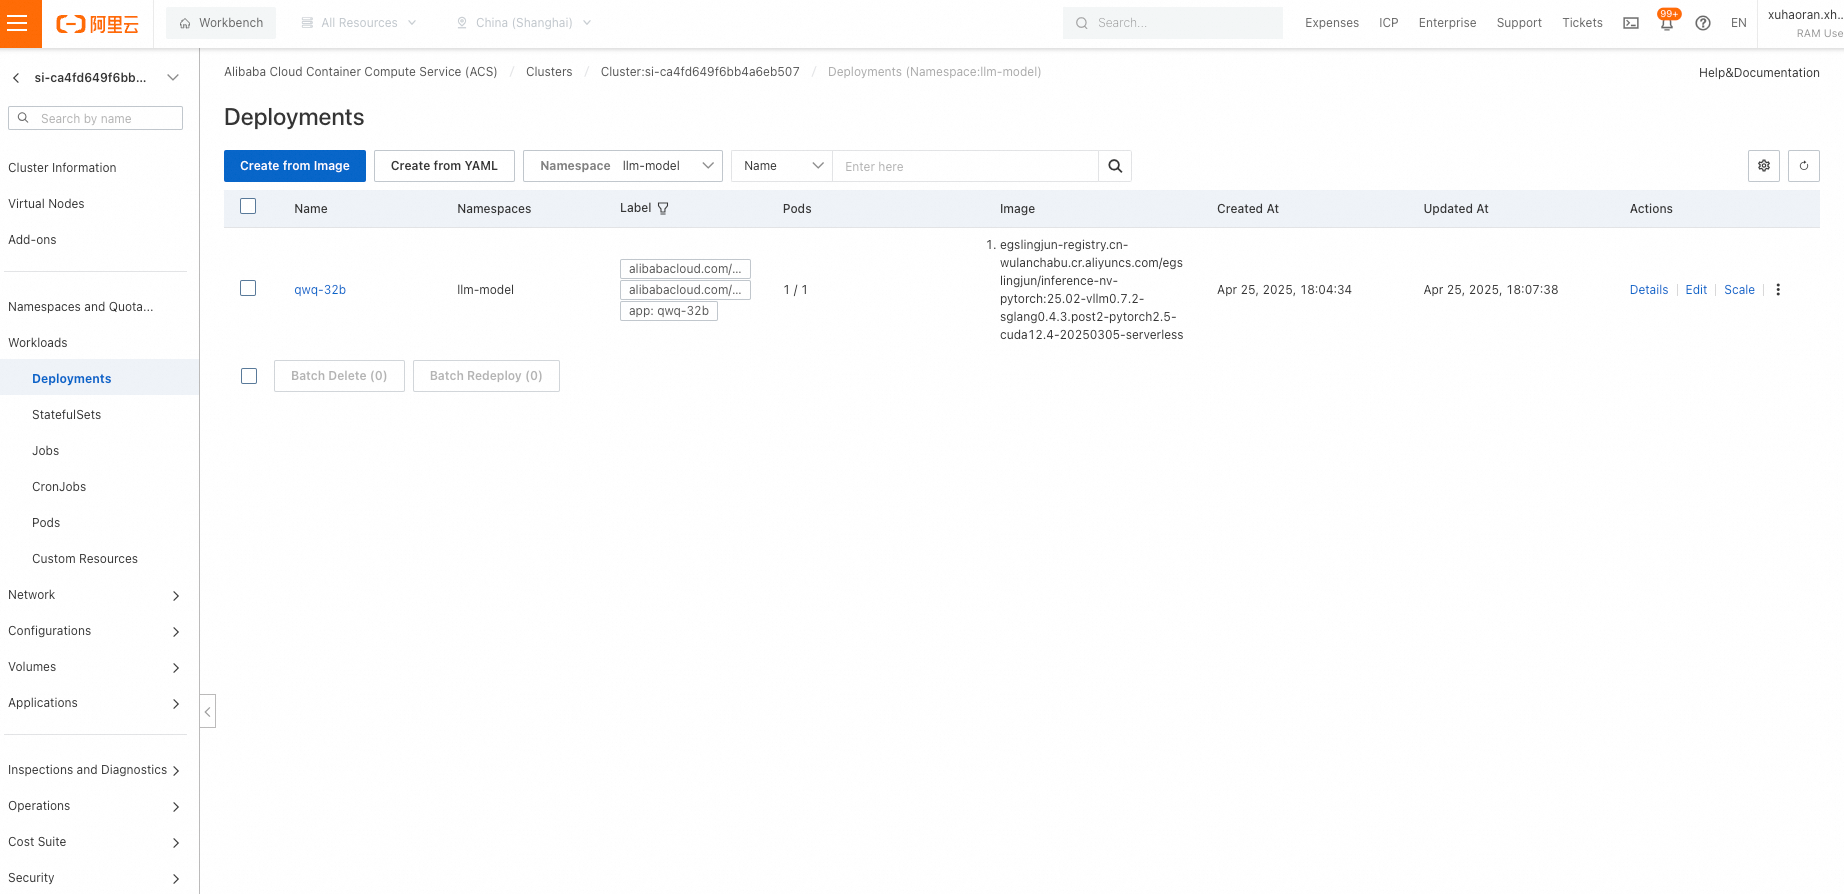 阿里云
Workbench
All Resources
China (Shanghai)
Search...
Expenses
ICP
Enterprise
Support
Tickets
99+
EN
xuhaoran.xh...
RAM Use
si-ca4fd649f6bb...
Search by name
Cluster Information
Virtual Nodes
Add-ons
Namespaces and Quota...
Workloads
Deployments
StatefulSets
Jobs
CronJobs
Pods
Custom Resources
Network
Configurations
Volumes
Applications
Inspections and Diagnostics
Operations
Cost Suite
Security
Alibaba Cloud Container Compute Service (ACS) / Clusters / Cluster:si-ca4fd649f6bb4a6eb507 / Deployments (Namespace:llm-model)
Help&Documentation
Deployments
Create from Image
Create from YAML
Namespace llm-model
Name
Enter here
Name
Namespaces
Label
Pods
Image
Created At
Updated At
Actions
qwq-32b
llm-model
alibabacloud.com/...
alibabacloud.com/...
app: qwq-32b
1 / 1
1. egslingjun-registry.cn-
wulanchabu.cr.aliyuncs.com/egs
lingjun/inference-nv-
pytorch:25.02-vllm0.7.2-
sglang0.4.3.post2-pytorch2.5-
cuda12.4-20250305-serverless
Apr 25, 2025, 18:04:34
Apr 25, 2025, 18:07:38
Details
Edit
Scale
Batch Delete (0)
Batch Redeploy (0)